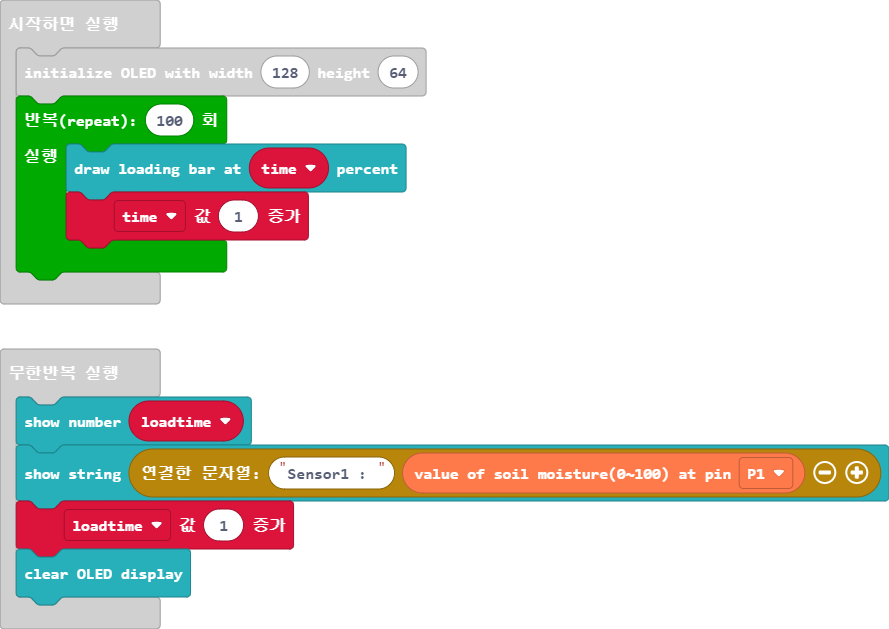 시작하면 실행
initialize OLED with width 128 height 64
반복(repeat): 100 회
실행
draw loading bar at time percent
time 값 1 증가
무한반복 실행
show number loadtime
show string 연결한 문자열: "Sensor1 : " value of soil moisture(0~100) at pin P1
loadtime 값 1 증가
clear OLED display